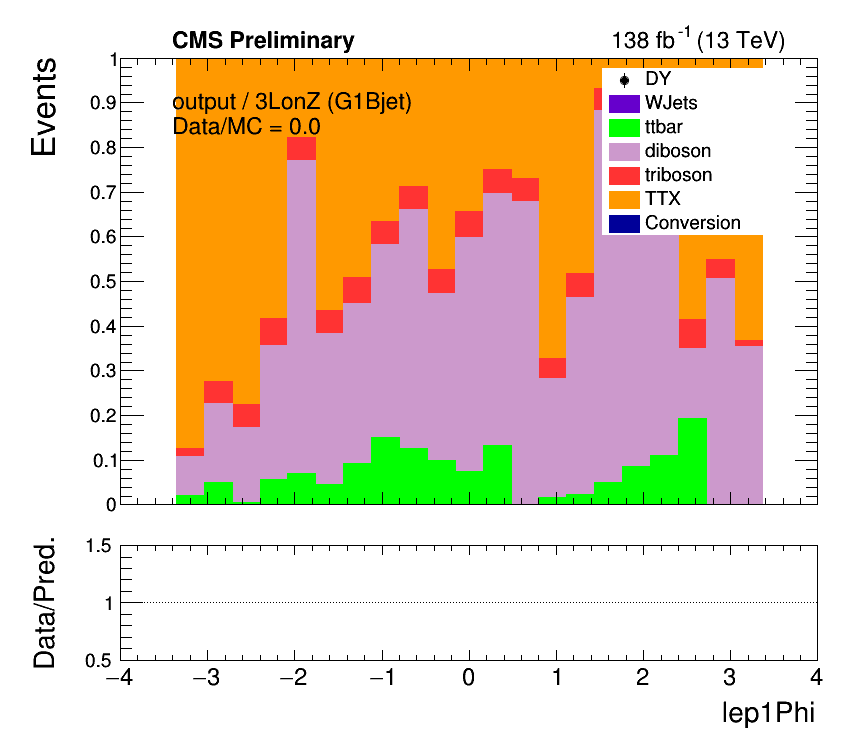 CMS Preliminary
138 fb-1 (13 TeV)
Events
output / 3LonZ (G1Bjet)
Data/MC = 0.0
DY
WJets
ttbar
diboson
triboson
TTX
Conversion
1
0.9
0.8
0.7
0.6
0.5
0.4
0.3
0.2
0.1
0
Data/Pred.
1.5
1
0.5
−4 −3 −2 −1 0 1 2 3 4
lep1Phi